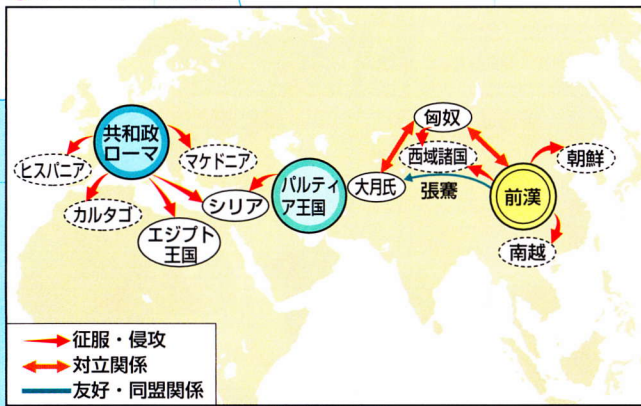 共和政
ローマ
ヒスパニア
マケドニア
カルタゴ
エジプト
王国
シリア
パルティ
ア王国
匈奴
西域諸国
大月氏
張騫
前漢
朝鮮
南越
征服・侵攻
対立関係
友好・同盟関係